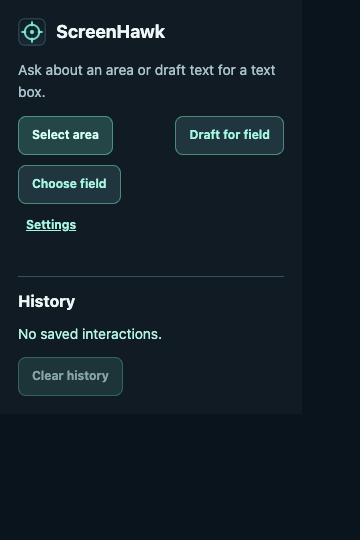 ScreenHawk
Ask about an area or draft text for a text
box.
Select area
Draft for field
Choose field
Settings
History
No saved interactions.
Clear history